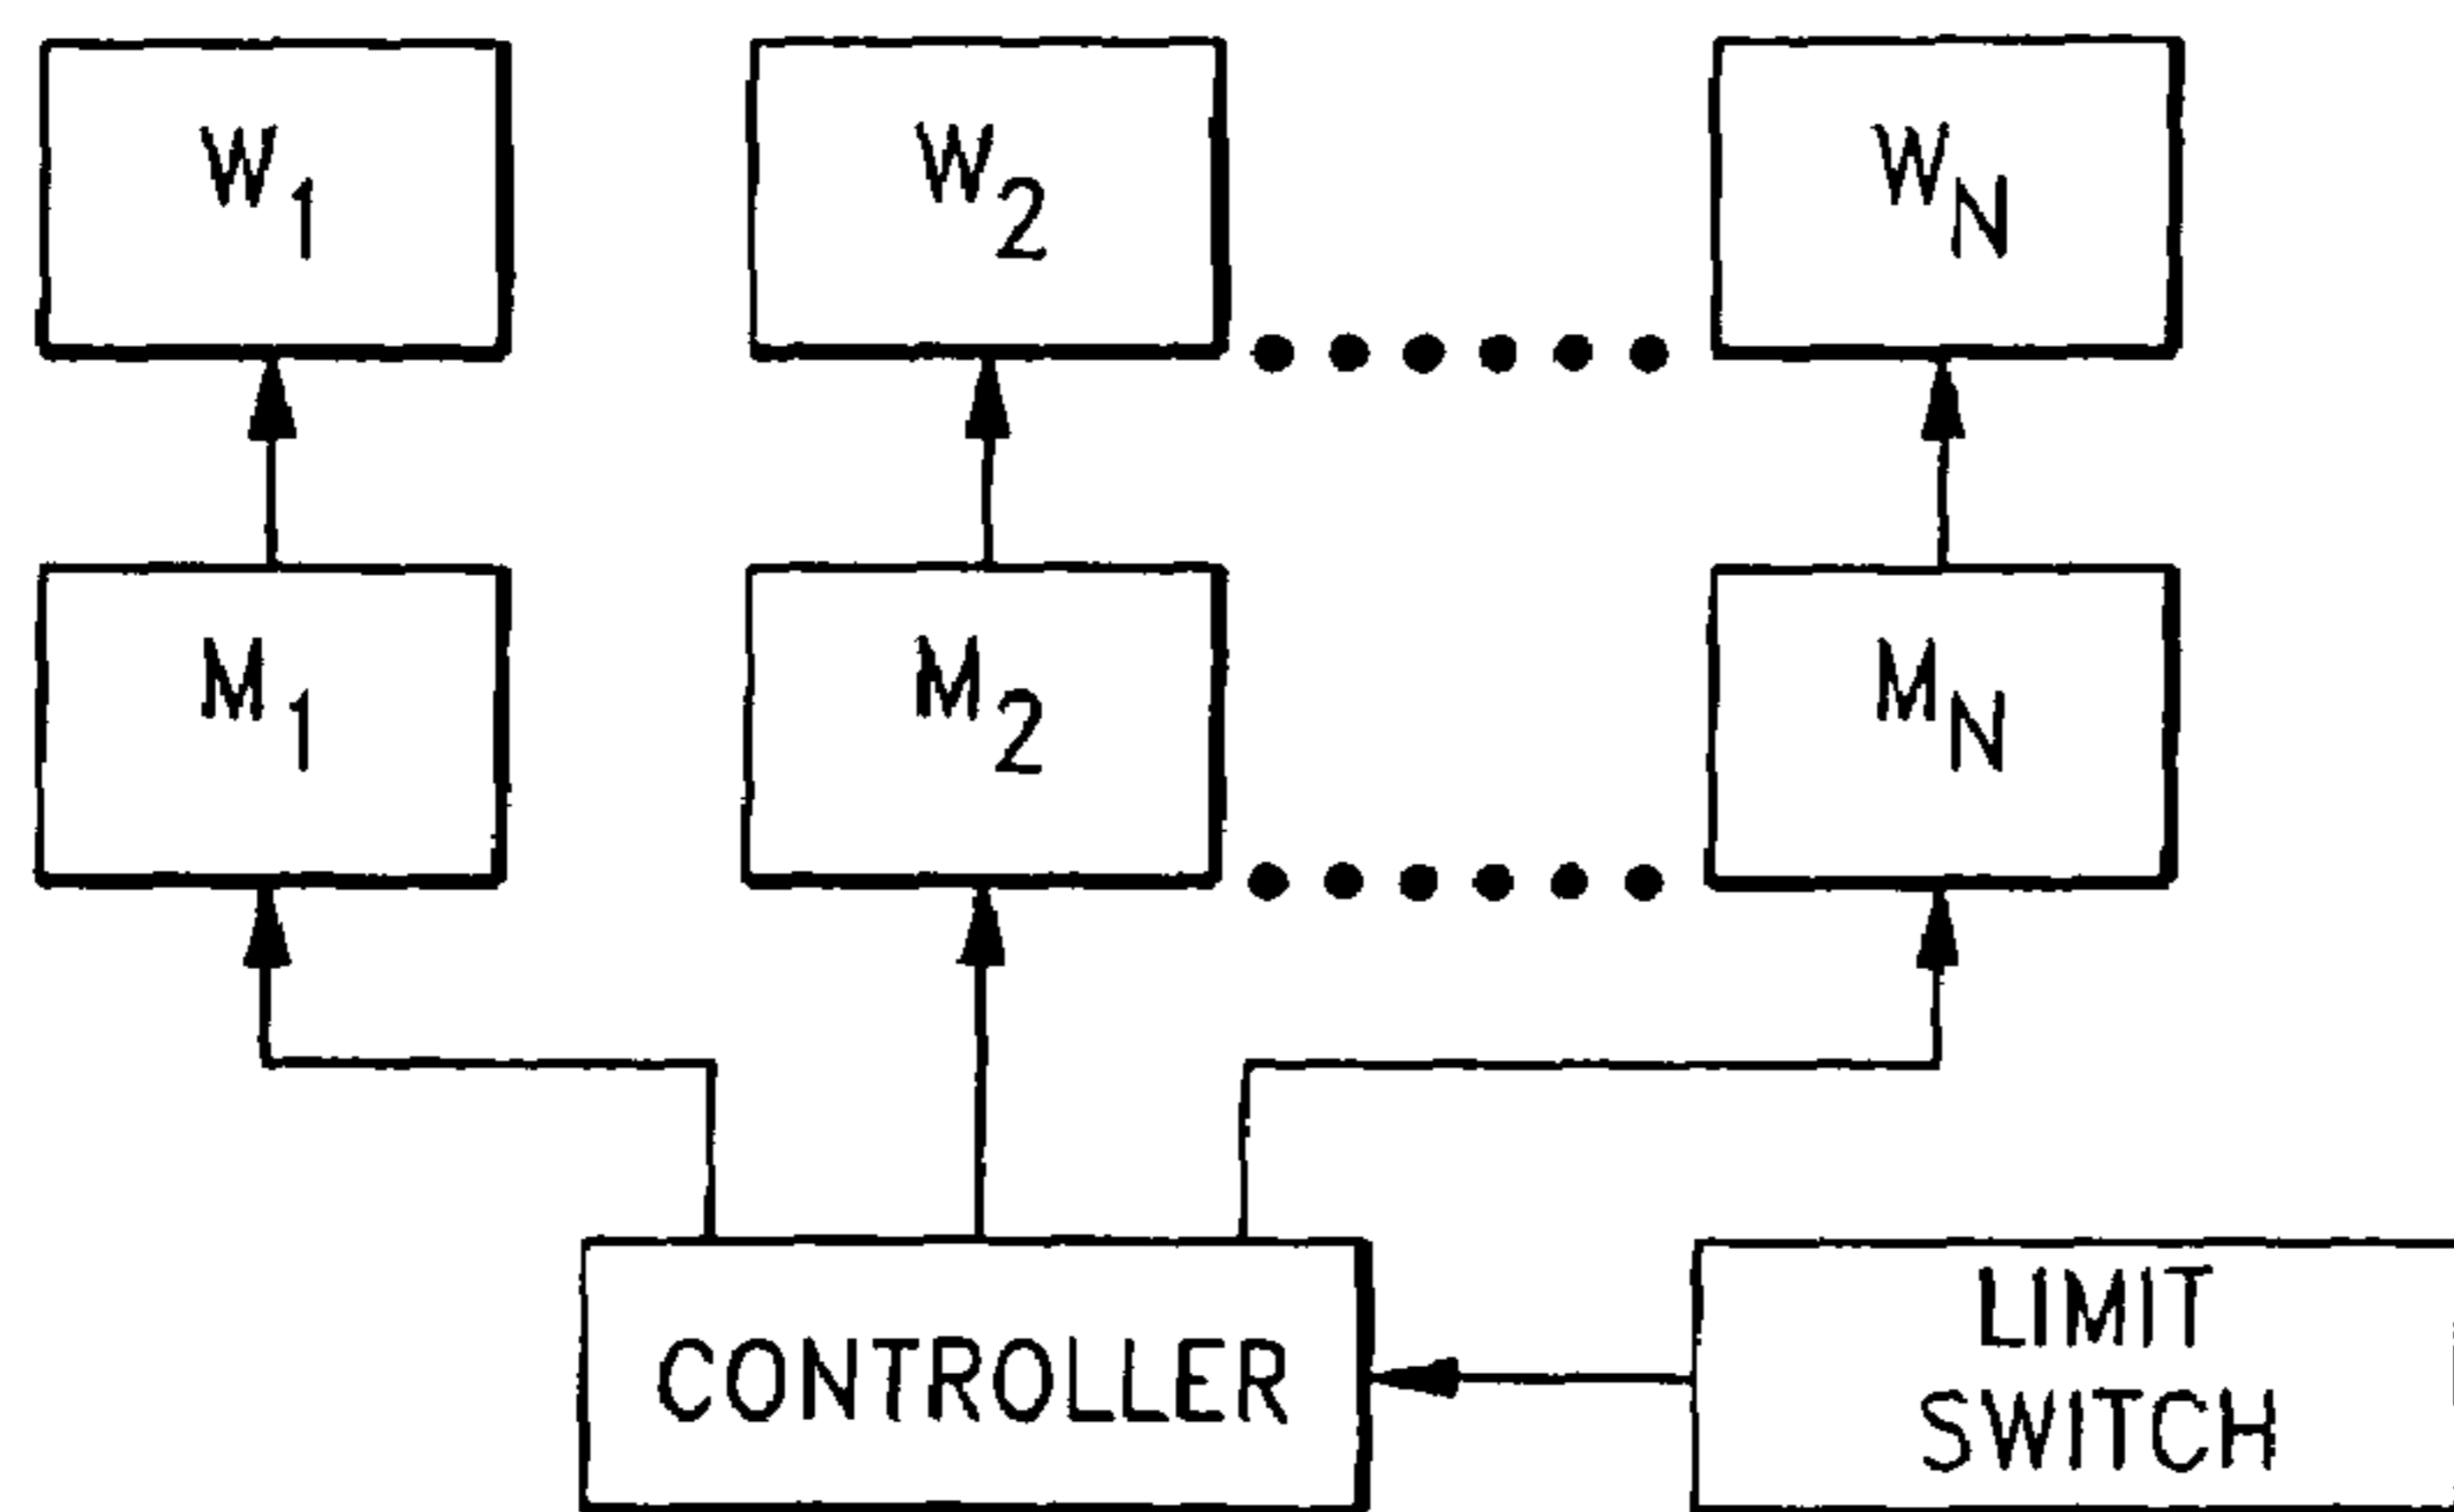 W1
W2
WN
M1
M2
MN
CONTROLLER
LIMIT
SWITCH